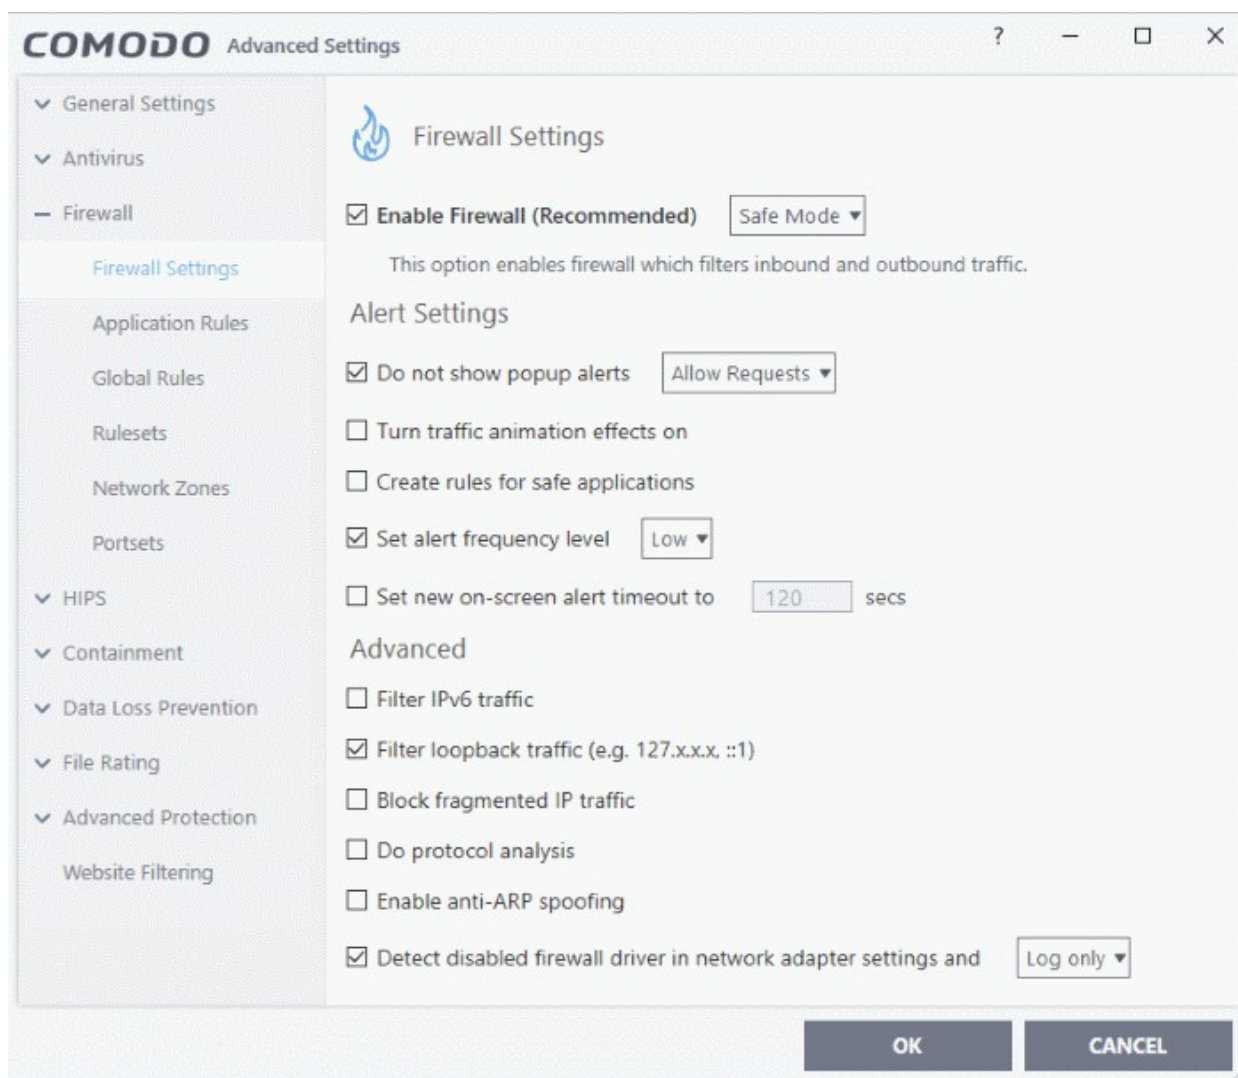 COMODO Advanced Settings ?
General Settings
Antivirus
Firewall
Firewall Settings
Application Rules
Global Rules
Rulesets
Network Zones
Portsets
HIPS
Containment
Data Loss Prevention
File Rating
Advanced Protection
Website Filtering
Firewall Settings
Enable Firewall (Recommended) Safe Mode
This option enables firewall which filters inbound and outbound traffic.
Alert Settings
Do not show popup alerts Allow Requests
Turn traffic animation effects on
Create rules for safe applications
Set alert frequency level Low
Set new on-screen alert timeout to 120 secs
Advanced
Filter IPv6 traffic
Filter loopback traffic (e.g. 127.x.x.x, ::1)
Block fragmented IP traffic
Do protocol analysis
Enable anti-ARP spoofing
Detect disabled firewall driver in network adapter settings and Log only
OK CANCEL